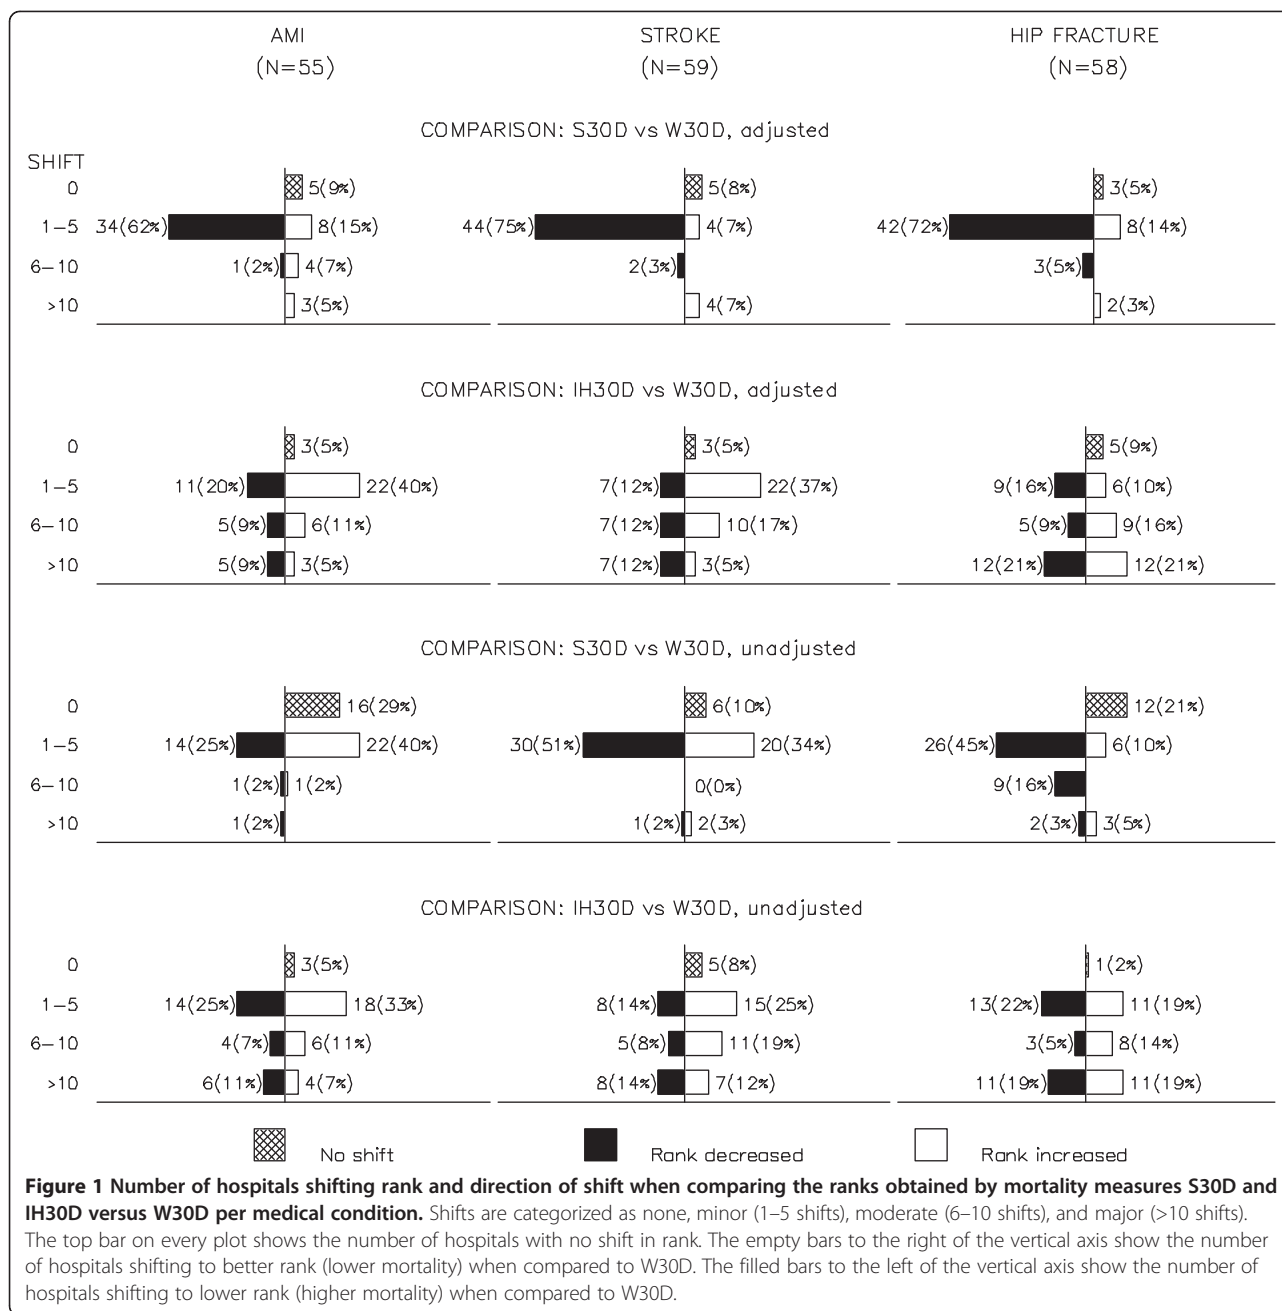 AMI STROKE HIP FRACTURE
(N=55) (N=59) (N=58)
COMPARISON: S30D vs W30D, adjusted
SHIFT
0 5(9%) 5(8%) 3(5%)
1-5 34(62%) 8(15%) 44(75%) 4(7%) 42(72%) 8(14%)
6-10 1(2%) 4(7%) 2(3%) 3(5%)
>10 3(5%) 4(7%) 2(3%)
COMPARISON: IH30D vs W30D, adjusted
0 3(5%) 3(5%) 5(9%)
1-5 11(20%) 22(40%) 7(12%) 22(37%) 9(16%) 6(10%)
6-10 5(9%) 6(11%) 7(12%) 10(17%) 5(9%) 9(16%)
>10 5(9%) 3(5%) 7(12%) 3(5%) 12(21%) 12(21%)
COMPARISON: S30D vs W30D, unadjusted
0 16(29%) 6(10%) 12(21%)
1-5 14(25%) 22(40%) 30(51%) 20(34%) 26(45%) 6(10%)
6-10 1(2%) 1(2%) 0(0%) 9(16%)
>10 1(2%) 1(2%) 2(3%) 2(3%) 3(5%)
COMPARISON: IH30D vs W30D, unadjusted
0 3(5%) 5(8%) 1(2%)
1-5 14(25%) 18(33%) 8(14%) 15(25%) 13(22%) 11(19%)
6-10 4(7%) 6(11%) 5(8%) 11(19%) 3(5%) 8(14%)
>10 6(11%) 4(7%) 8(14%) 7(12%) 11(19%) 11(19%)
No shift Rank decreased Rank increased
Figure 1 Number of hospitals shifting rank and direction of shift when comparing the ranks obtained by mortality measures S30D and
IH30D versus W30D per medical condition. Shifts are categorized as none, minor (1–5 shifts), moderate (6–10 shifts), and major (>10 shifts).
The top bar on every plot shows the number of hospitals with no shift in rank. The empty bars to the right of the vertical axis show the number
of hospitals shifting to better rank (lower mortality) when compared to W30D. The filled bars to the left of the vertical axis show the number of
hospitals shifting to lower rank (higher mortality) when compared to W30D.